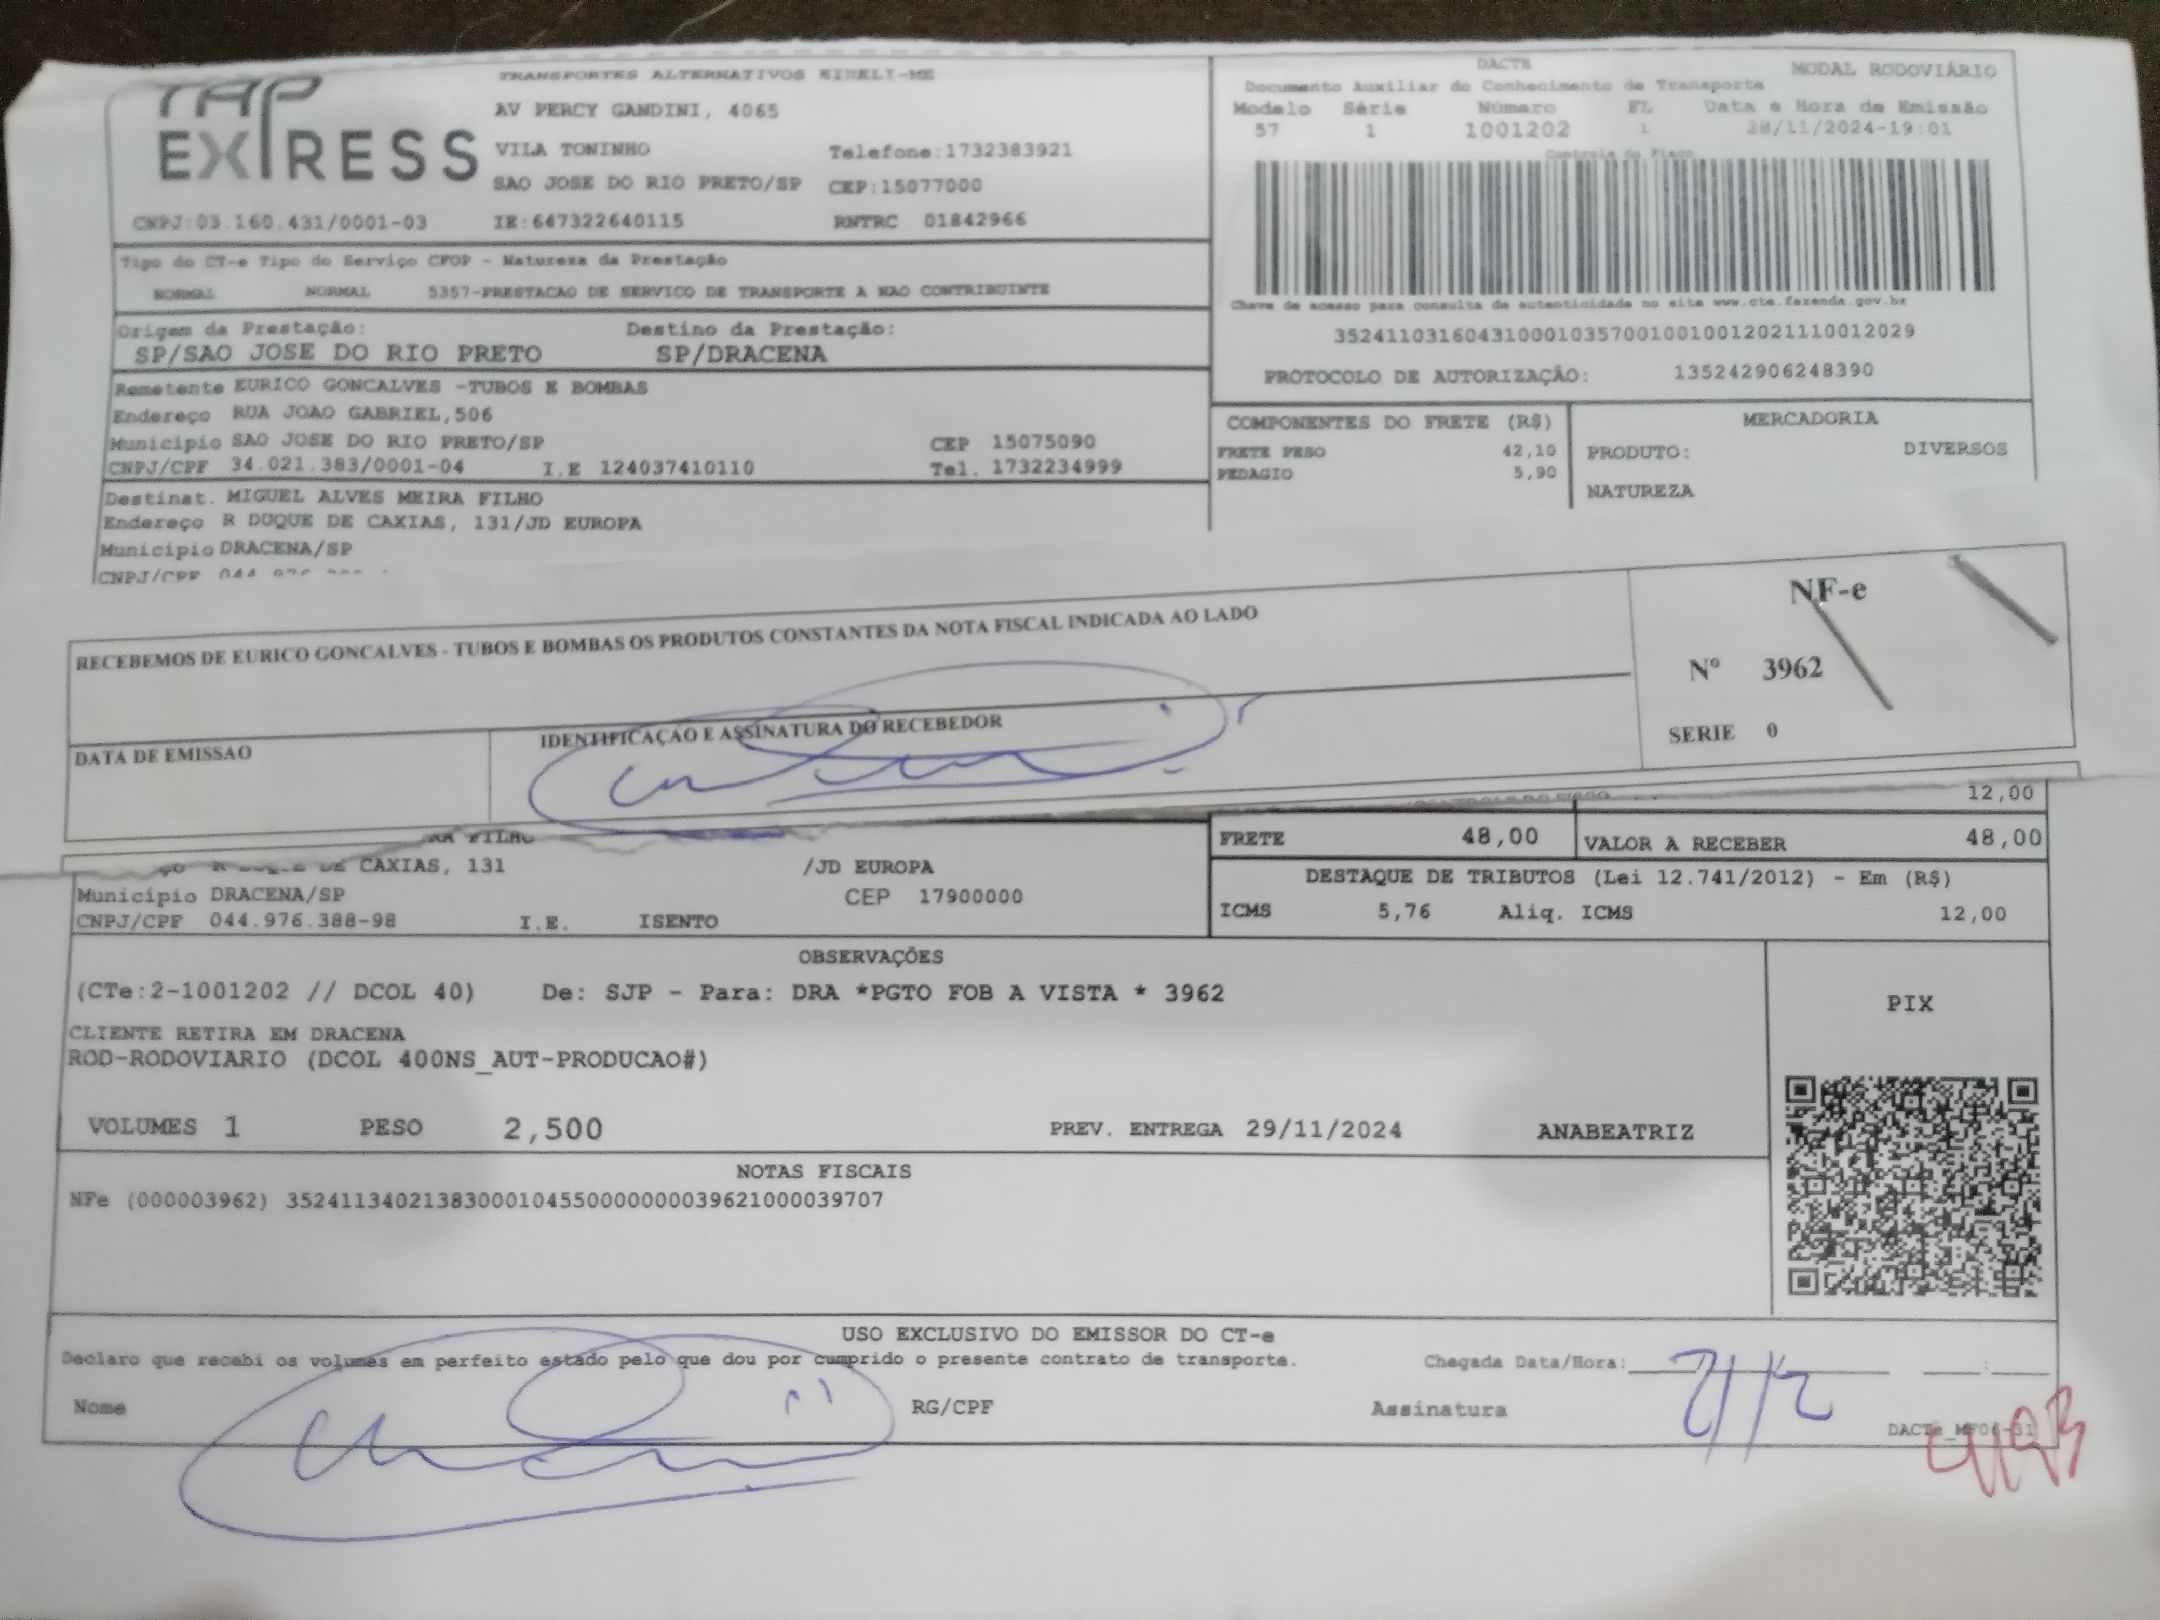 TAP
EXPRESS
TRANSPORTES ALTERNATIVOS EIRELI-ME
AV PERCY GANDINI, 4065
VILA TONINHO Telefone:1732383921
SAO JOSE DO RIO PRETO/SP CEP:15077000
CNPJ:03.160.431/0001-03 IE:647322640115 RNTRC 01842966
DACTE MODAL RODOVIÁRIO
Documento Auxiliar do Conhecimento de Transporte
Modelo Série Número FL Data e Hora de Emissão
57 1 1001202 1 28/11/2024-19:01
Controle do Fisco
Chave de acesso para consulta de autenticidade no site www.cte.fazenda.gov.br
35241103160431000103570010010012021110012029
PROTOCOLO DE AUTORIZAÇÃO: 135242906248390
Tipo do CT-e Tipo do Serviço CFOP - Natureza da Prestação
NORMAL NORMAL 5357-PRESTACAO DE SERVICO DE TRANSPORTE A NAO CONTRIBUINTE
Origem da Prestação: Destino da Prestação:
SP/SAO JOSE DO RIO PRETO SP/DRACENA
Remetente EURICO GONCALVES -TUBOS E BOMBAS
Endereço RUA JOAO GABRIEL,506
Município SAO JOSE DO RIO PRETO/SP CEP 15075090
CNPJ/CPF 34.021.383/0001-04 I.E 124037410110 Tel. 1732234999
COMPONENTES DO FRETE (R$)
FRETE PESO 42,10
PEDAGIO 5,90
MERCADORIA
PRODUTO: DIVERSOS
NATUREZA
Destinat. MIGUEL ALVES MEIRA FILHO
Endereço R DUQUE DE CAXIAS, 131/JD EUROPA
Município DRACENA/SP
CNPJ/CPF 044.976
RECEBEMOS DE EURICO GONCALVES - TUBOS E BOMBAS OS PRODUTOS CONSTANTES DA NOTA FISCAL INDICADA AO LADO
DATA DE EMISSAO
IDENTIFICAÇÃO E ASSINATURA DO RECEBEDOR
NF-e
Nº 3962
SERIE 0
12,00
FILHO
DE CAXIAS, 131 /JD EUROPA
Município DRACENA/SP CEP 17900000
CNPJ/CPF 044.976.388-98 I.E. ISENTO
FRETE 48,00 VALOR A RECEBER 48,00
DESTAQUE DE TRIBUTOS (Lei 12.741/2012) - Em (R$)
ICMS 5,76 Aliq. ICMS 12,00
OBSERVAÇÕES
(CTe:2-1001202 // DCOL 40) De: SJP - Para: DRA *PGTO FOB A VISTA * 3962
CLIENTE RETIRA EM DRACENA
ROD-RODOVIARIO (DCOL 400NS_AUT-PRODUCAO#)
VOLUMES 1 PESO 2,500 PREV. ENTREGA 29/11/2024 ANABEATRIZ
PIX
NOTAS FISCAIS
NFe (000003962) 35241134021383000104550000000039621000039707
USO EXCLUSIVO DO EMISSOR DO CT-e
Declaro que recebi os volumes em perfeito estado pelo que dou por cumprido o presente contrato de transporte. Chegada Data/Hora:
Nome RG/CPF Assinatura
2/12